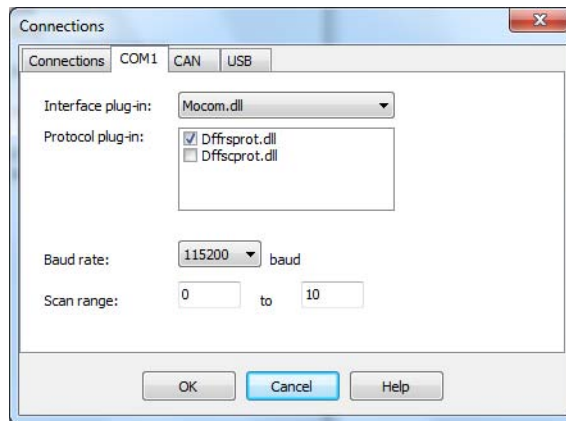 Connections
Connections COM1 CAN USB
Interface plug-in: Mocom.dll
Protocol plug-in: Dffrsprot.dll
Dffscprot.dll
Baud rate: 115200 baud
Scan range: 0 to 10
OK Cancel Help